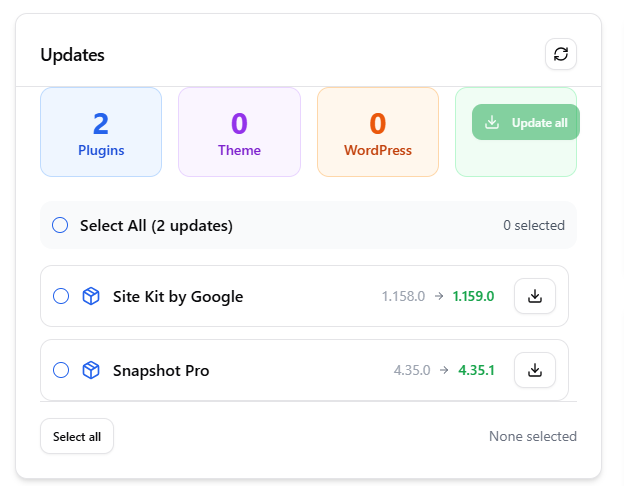 Updates
2
Plugins
0
Theme
0
WordPress
Update all
Select All (2 updates)
0 selected
Site Kit by Google
1.158.0 → 1.159.0
Snapshot Pro
4.35.0 → 4.35.1
Select all
None selected